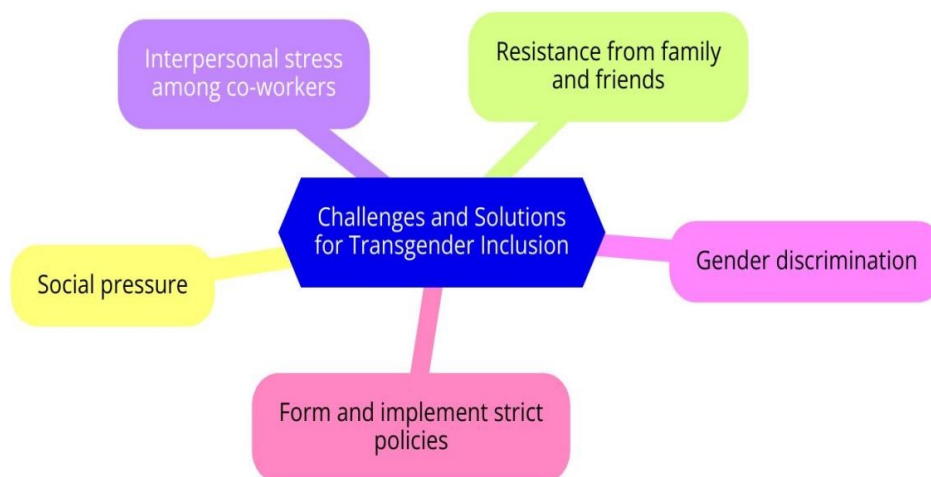 Interpersonal stress
among co-workers
Resistance from family
and friends
Challenges and Solutions
for Transgender Inclusion
Gender discrimination
Social pressure
Form and implement strict
policies